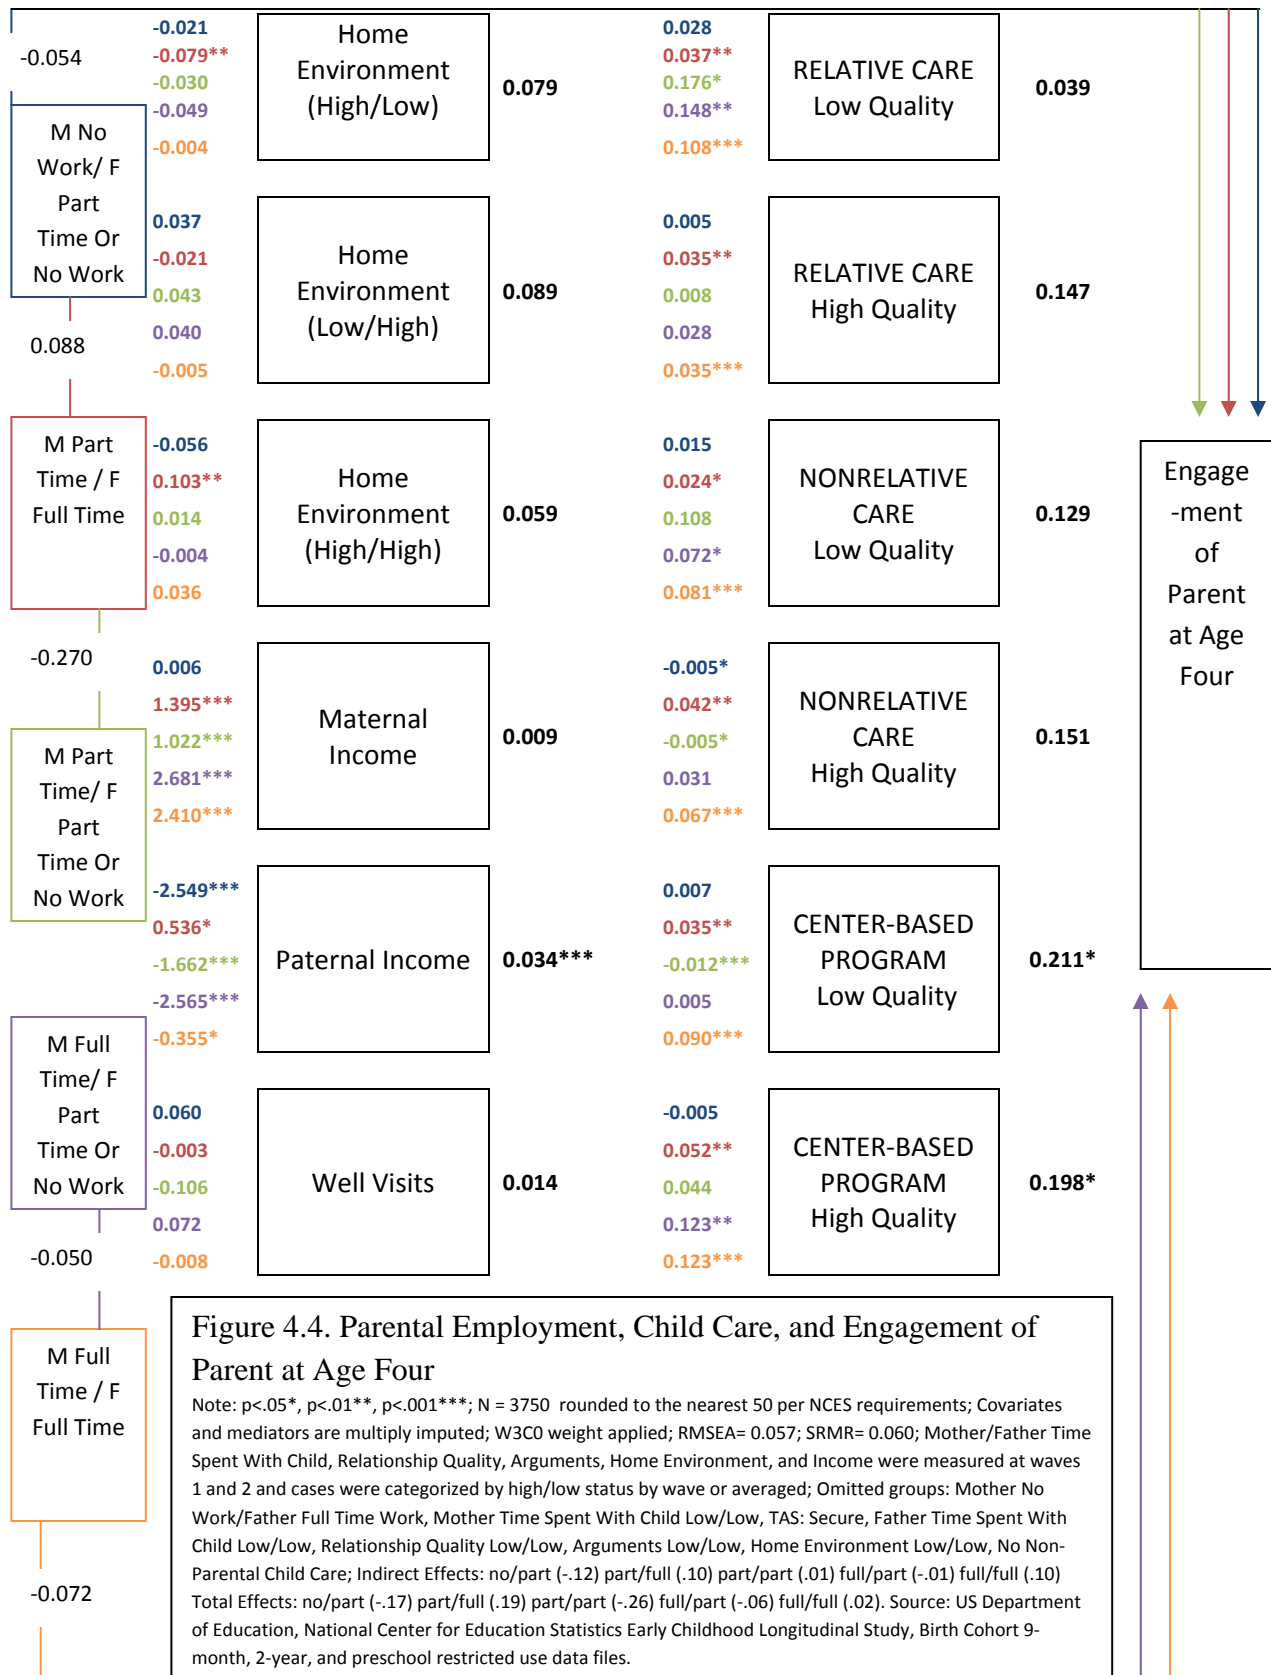 -0.054
M No
Work/ F
Part
Time Or
No Work
0.088
M Part
Time / F
Full Time
-0.270
M Part
Time/ F
Part
Time Or
No Work
M Full
Time/ F
Part
Time Or
No Work
-0.050
M Full
Time / F
Full Time
-0.072
-0.021
-0.079**
-0.030
-0.049
-0.004
Home
Environment
(High/Low)
0.079
0.037
-0.021
0.043
0.040
-0.005
Home
Environment
(Low/High)
0.089
-0.056
0.103**
0.014
-0.004
0.036
Home
Environment
(High/High)
0.059
0.006
1.395***
1.022***
2.681***
2.410***
Maternal
Income
0.009
-2.549***
0.536*
-1.662***
-2.565***
-0.355*
Paternal Income
0.034***
0.060
-0.003
-0.106
0.072
-0.008
Well Visits
0.014
0.028
0.037**
0.176*
0.148**
0.108***
RELATIVE CARE
Low Quality
0.039
0.005
0.035**
0.008
0.028
0.035***
RELATIVE CARE
High Quality
0.147
0.015
0.024*
0.108
0.072*
0.081***
NONRELATIVE
CARE
Low Quality
0.129
-0.005*
0.042**
-0.005*
0.031
0.067***
NONRELATIVE
CARE
High Quality
0.151
0.007
0.035**
-0.012***
0.005
0.090***
CENTER-BASED
PROGRAM
Low Quality
0.211*
-0.005
0.052**
0.044
0.123**
0.123***
CENTER-BASED
PROGRAM
High Quality
0.198*
Engage
-ment
of
Parent
at Age
Four
Figure 4.4. Parental Employment, Child Care, and Engagement of
Parent at Age Four
Note: p<.05*, p<.01**, p<.001***; N = 3750 rounded to the nearest 50 per NCES requirements; Covariates
and mediators are multiply imputed; W3C0 weight applied; RMSEA= 0.057; SRMR= 0.060; Mother/Father Time
Spent With Child, Relationship Quality, Arguments, Home Environment, and Income were measured at waves
1 and 2 and cases were categorized by high/low status by wave or averaged; Omitted groups: Mother No
Work/Father Full Time Work, Mother Time Spent With Child Low/Low, TAS: Secure, Father Time Spent With
Child Low/Low, Relationship Quality Low/Low, Arguments Low/Low, Home Environment Low/Low, No Non-
Parental Child Care; Indirect Effects: no/part (-.12) part/full (.10) part/part (.01) full/part (-.01) full/full (.10)
Total Effects: no/part (-.17) part/full (.19) part/part (-.26) full/part (-.06) full/full (.02). Source: US Department
of Education, National Center for Education Statistics Early Childhood Longitudinal Study, Birth Cohort 9-
month, 2-year, and preschool restricted use data files.